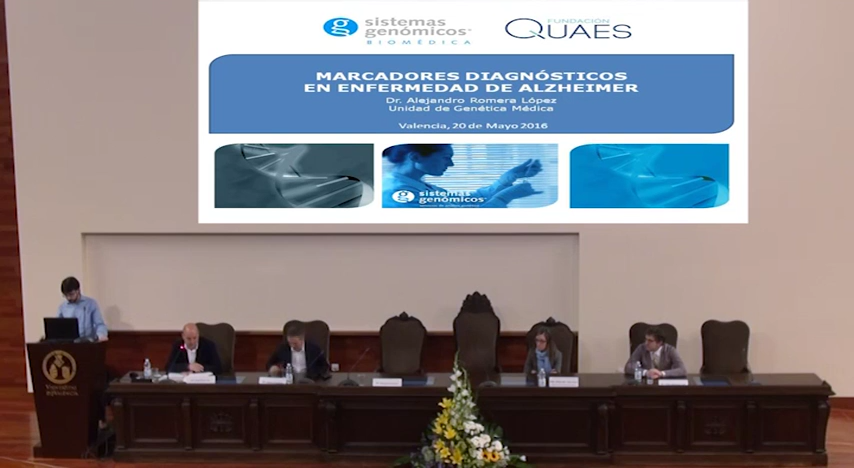 sistemas
genómicos
BIOMÉDICA
FUNDACIÓN
QUAES
MARCADORES DIAGNÓSTICOS
EN ENFERMEDAD DE ALZHEIMER
Dr. Alejandro Romera López
Unidad de Genética Médica
Valencia, 20 de Mayo 2016
sistemas
genómicos